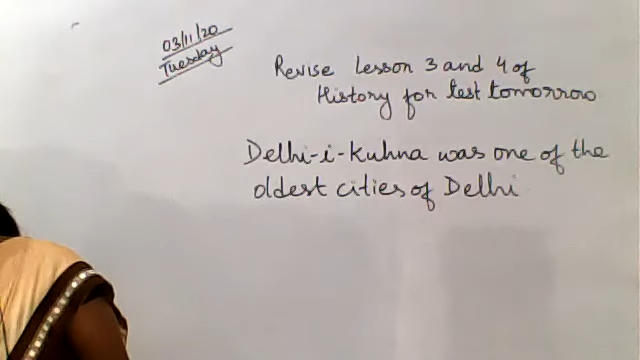 03/11/20
Tuesday
Revise Lesson 3 and 4 of
History for test tomorrow
Delhi-i-Kuhna was one of the
oldest cities of Delhi